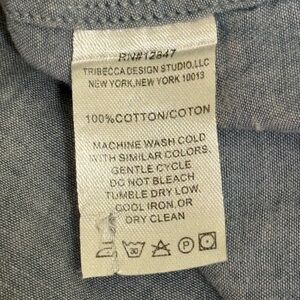 RN#12847
TRIBECCA DESIGN STUDIO.LLC
NEW YORK.NEW YORK 10013
100%COTTON/COTON
MACHINE WASH COLD
WITH SIMILAR COLORS.
GENTLE CYCLE
DO NOT BLEACH
TUMBLE DRY LOW.
COOL IRON, OR
DRY CLEAN
30 P